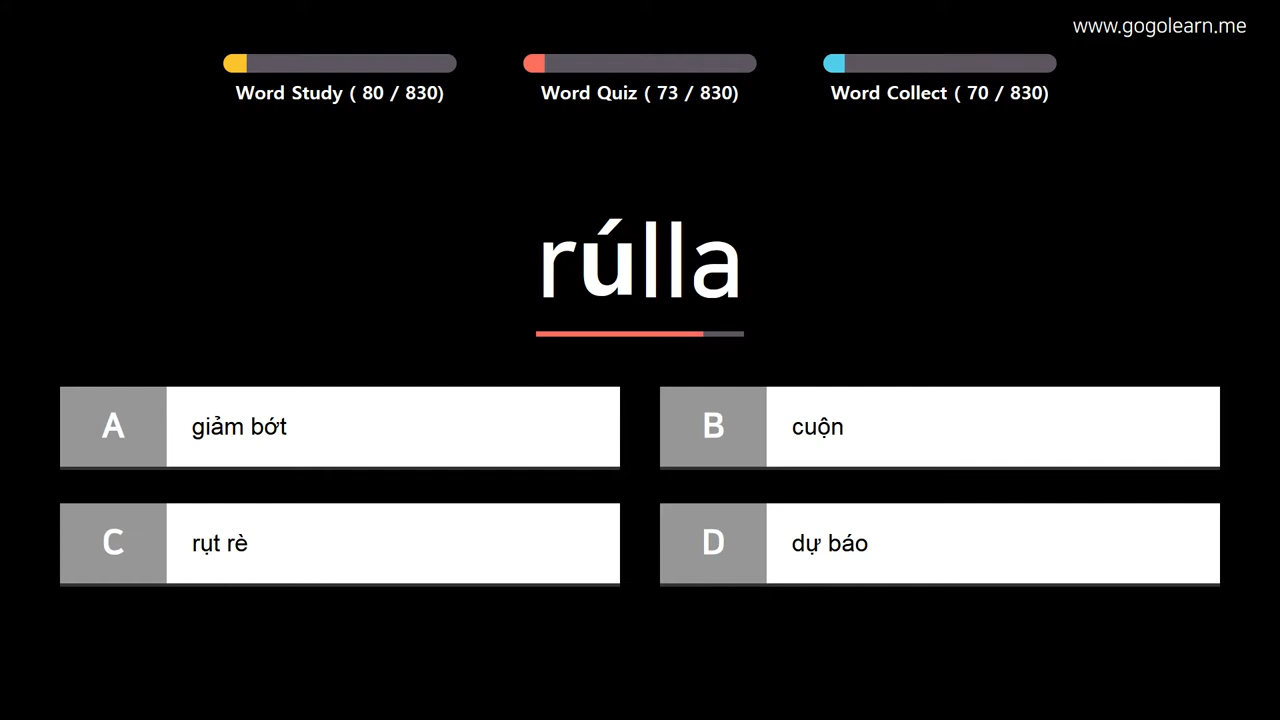 www.gogolearn.me
Word Study ( 80 / 830)
Word Quiz ( 73 / 830)
Word Collect ( 70 / 830)
rúlla
A giảm bớt
B cuộn
C rụt rè
D dự báo